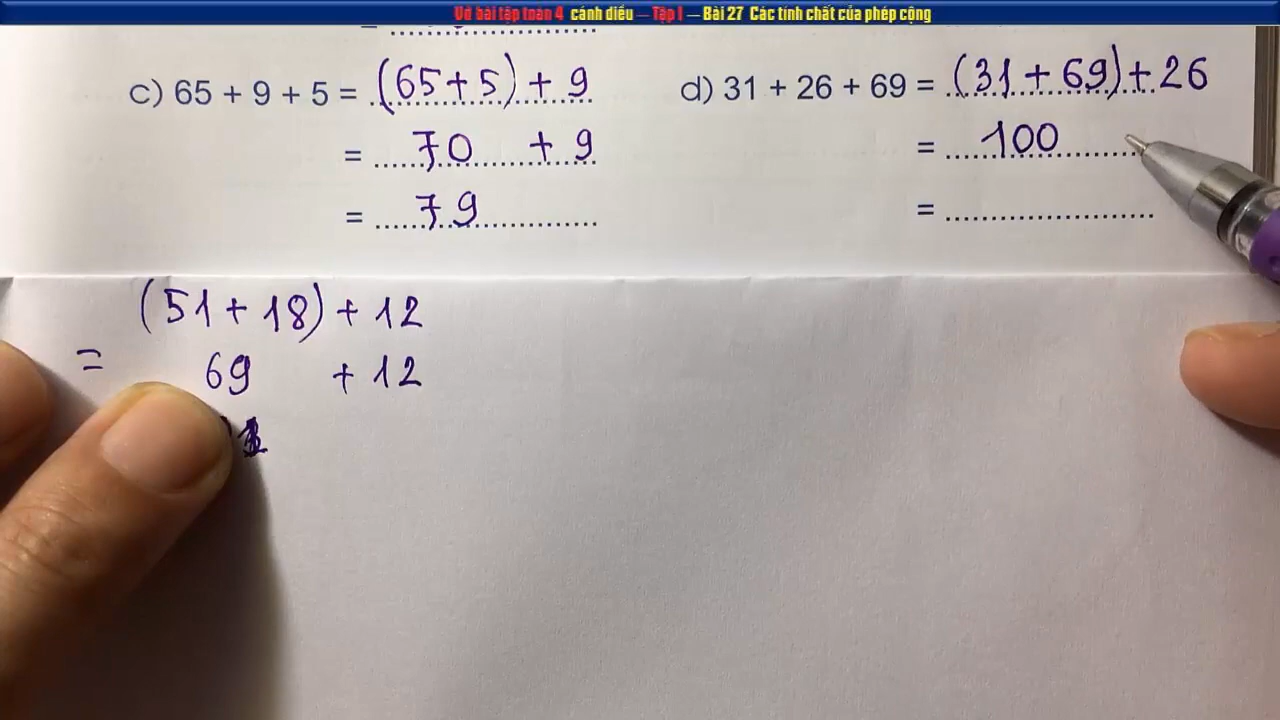 Vở bài tập toán 4 cánh diều – Tập 1 – Bài 27 Các tính chất của phép cộng
c) 65 + 9 + 5 = (65+5) + 9
= 70 + 9
= 79
d) 31 + 26 + 69 = (31 + 69) + 26
= 100
=
(51 + 18) + 12
= 69 + 12